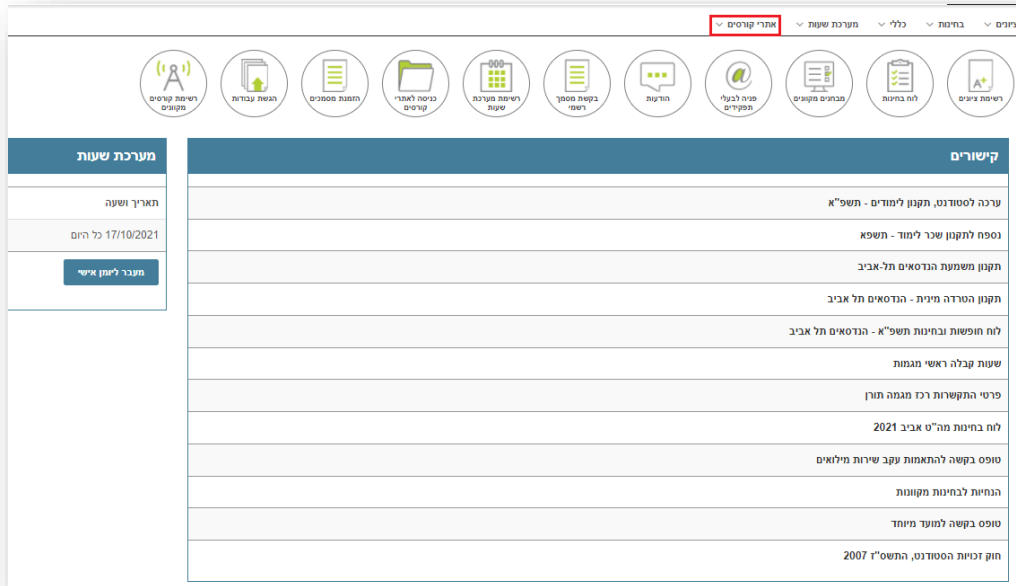 ציונים
בחינות
כללי
מערכת שעות
אתרי קורסים
רשימת ציונים
לוח בחינות
מבחנים מקוונים
פניה לבעלי
תפקידים
הודעות
בקשת מסמך
רשמי
רשימת מערכת
שעות
כניסה לאתרי
קורסים
הזמנת מסמכים
הגשת עבודות
רשימת קורסים
מקוונים
קישורים
ערכה לסטודנט, תקנון לימודים - תשפ"א
נספח לתקנון שכר לימוד - תשפא
תקנון משמעת הנדסאים תל-אביב
תקנון הטרדה מינית - הנדסאים תל אביב
לוח חופשות ובחינות תשפ"א - הנדסאים תל אביב
שעות קבלה ראשי מגמות
פרטי התקשרות רכז מגמה תורן
לוח בחינות מה"ט אביב 2021
טופס בקשה להתאמות עקב שירות מילואים
הנחיות לבחינות מקוונות
טופס בקשה למועד מיוחד
חוק זכויות הסטודנט, התשס"ז 2007
מערכת שעות
תאריך ושעה
17/10/2021 כל היום
מעבר ליומן אישי